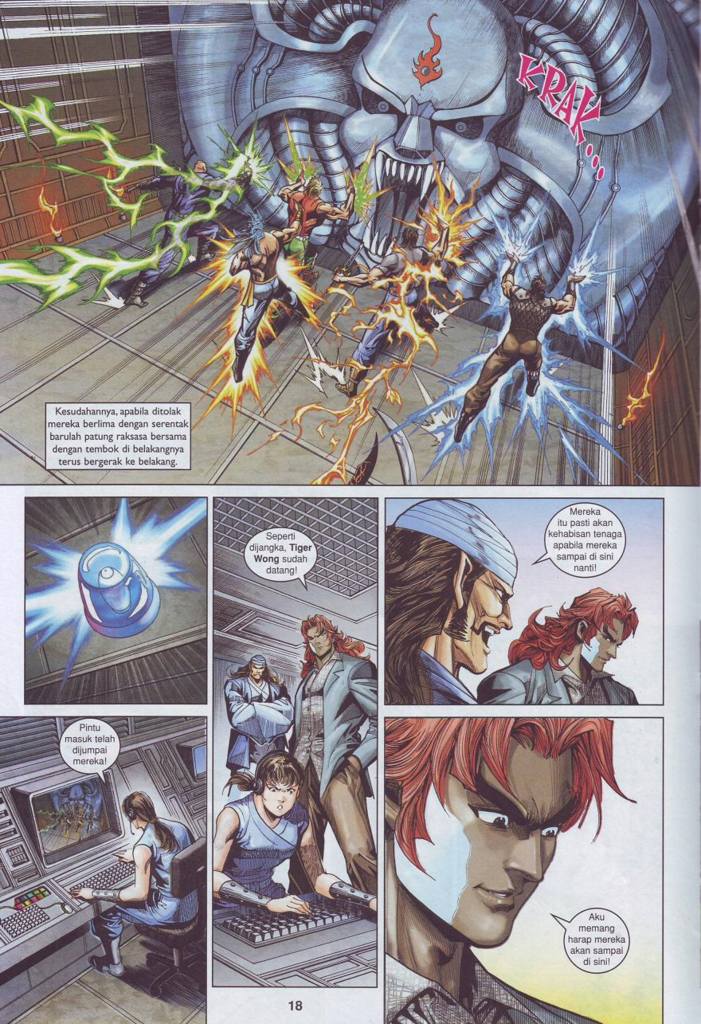 KRAK...
Kesudahannya, apabila ditolak
mereka berlima dengan serentak
barulah patung raksasa bersama
dengan tembok di belakangnya
terus bergerak ke belakang.
Pintu
masuk telah
dijumpai
mereka!
Seperti
dijangka, Tiger
Wong sudah
datang!
Mereka
itu pasti akan
kehabisan tenaga
apabila mereka
sampai di sini
nanti!
Aku
memang
harap mereka
akan sampai
di sini!
18